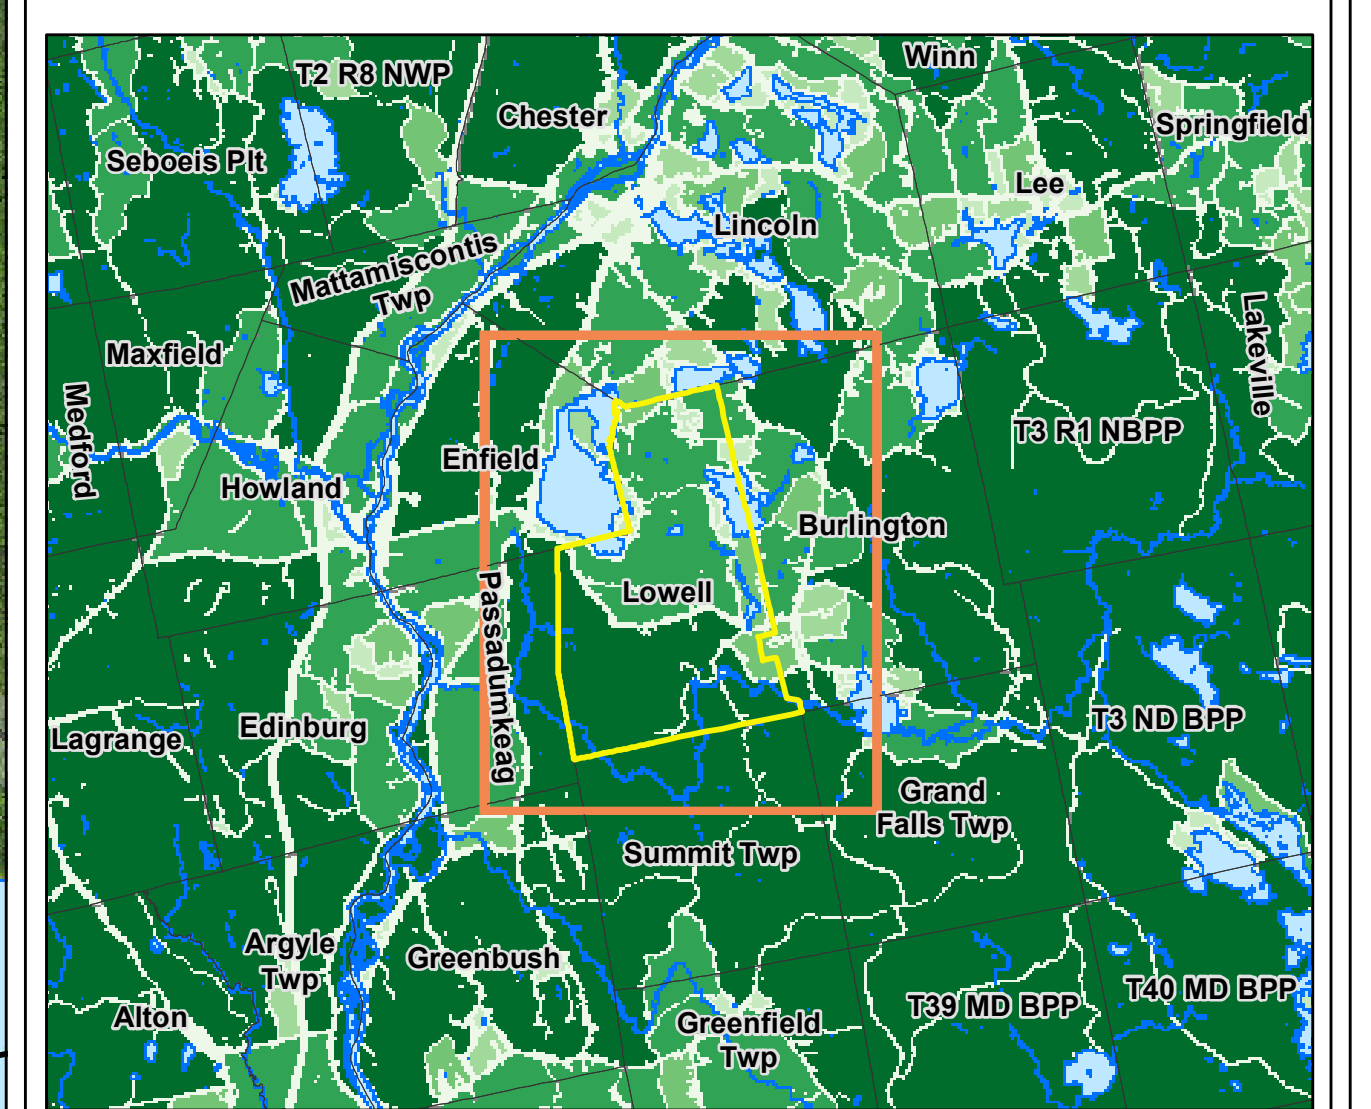 Winn
T2 R8 NWP
Chester
Springfield
Seboeis Plt
Lee
Lincoln
Mattamiscontis
Twp
Lakeville
Maxfield
Medford
T3 R1 NBPP
Enfield
Howland
Burlington
Lowell
Passadumkeag
T3 ND BPP
Edinburg
Lagrange
Grand
Falls Twp
Summit Twp
Argyle
Twp
Greenbush
T40 MD BPP
T39 MD BPP
Alton
Greenfield
Twp